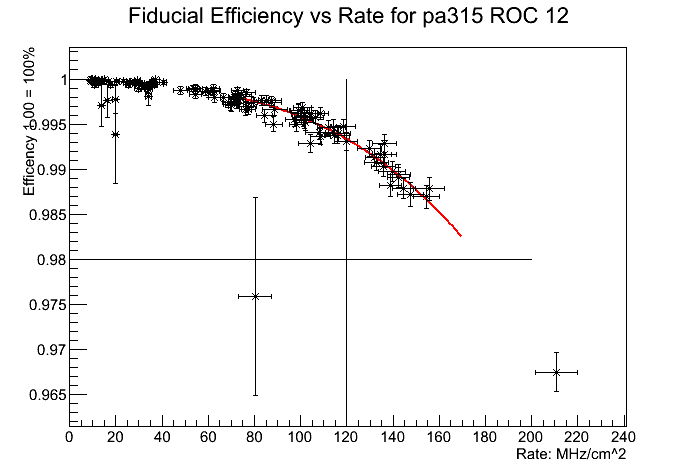 Fiducial Efficiency vs Rate for pa315 ROC 12
Efficency 1.00 = 100%
1
0.995
0.99
0.985
0.98
0.975
0.97
0.965
0 20 40 60 80 100 120 140 160 180 200 220 240
Rate: MHz/cm^2